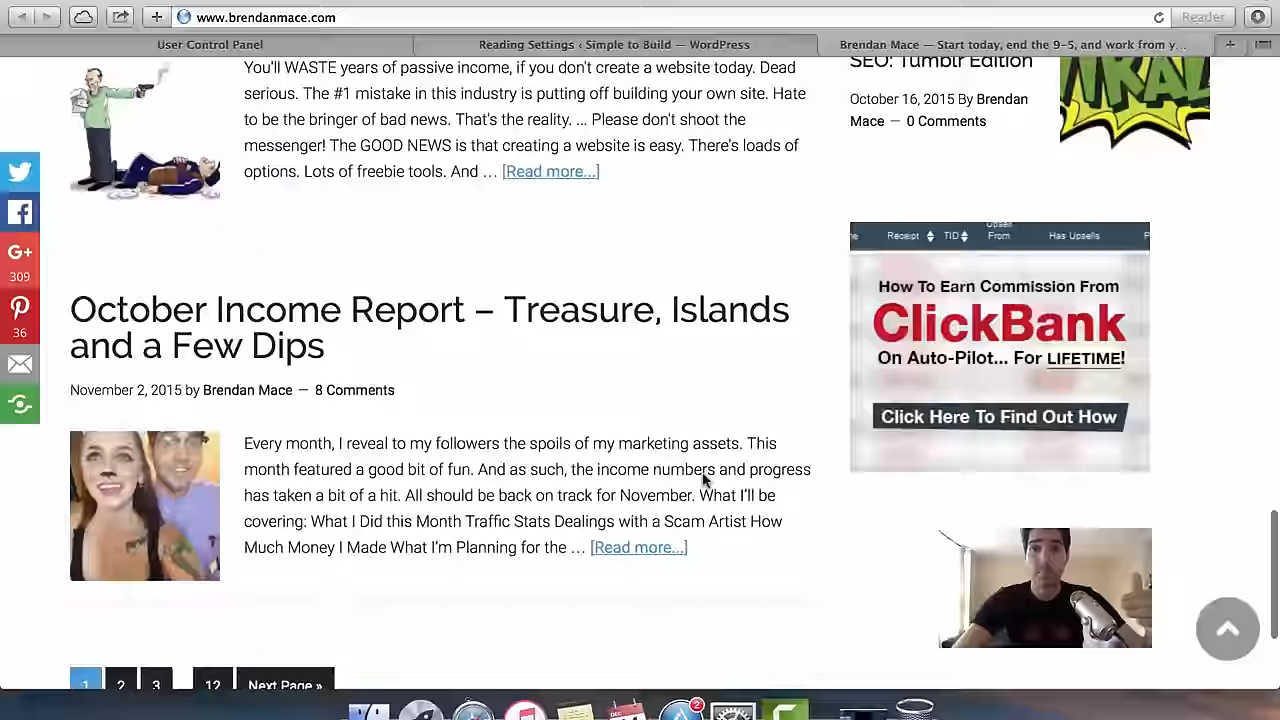 www.brendanmace.com
Reader
User Control Panel
Reading Settings ‹ Simple to Build — WordPress
Brendan Mace — Start today, end the 9–5, and work from y...
You'll WASTE years of passive income, if you don't create a website today. Dead
serious. The #1 mistake in this industry is putting off building your own site. Hate
to be the bringer of bad news. That's the reality. ... Please don't shoot the
messenger! The GOOD NEWS is that creating a website is easy. There's loads of
options. Lots of freebie tools. And … [Read more...]
SEO: Tumblr Edition
October 16, 2015 By Brendan
Mace — 0 Comments
G+
309
36
October Income Report – Treasure, Islands
and a Few Dips
November 2, 2015 by Brendan Mace — 8 Comments
Every month, I reveal to my followers the spoils of my marketing assets. This
month featured a good bit of fun. And as such, the income numbers and progress
has taken a bit of a hit. All should be back on track for November. What I'll be
covering: What I Did this Month Traffic Stats Dealings with a Scam Artist How
Much Money I Made What I'm Planning for the … [Read more...]
Receipt TID Upsell From Has Upsells
How To Earn Commission From
ClickBank
On Auto-Pilot... For LIFETIME!
Click Here To Find Out How
1 2 3 12 Next Page »
DEC
2